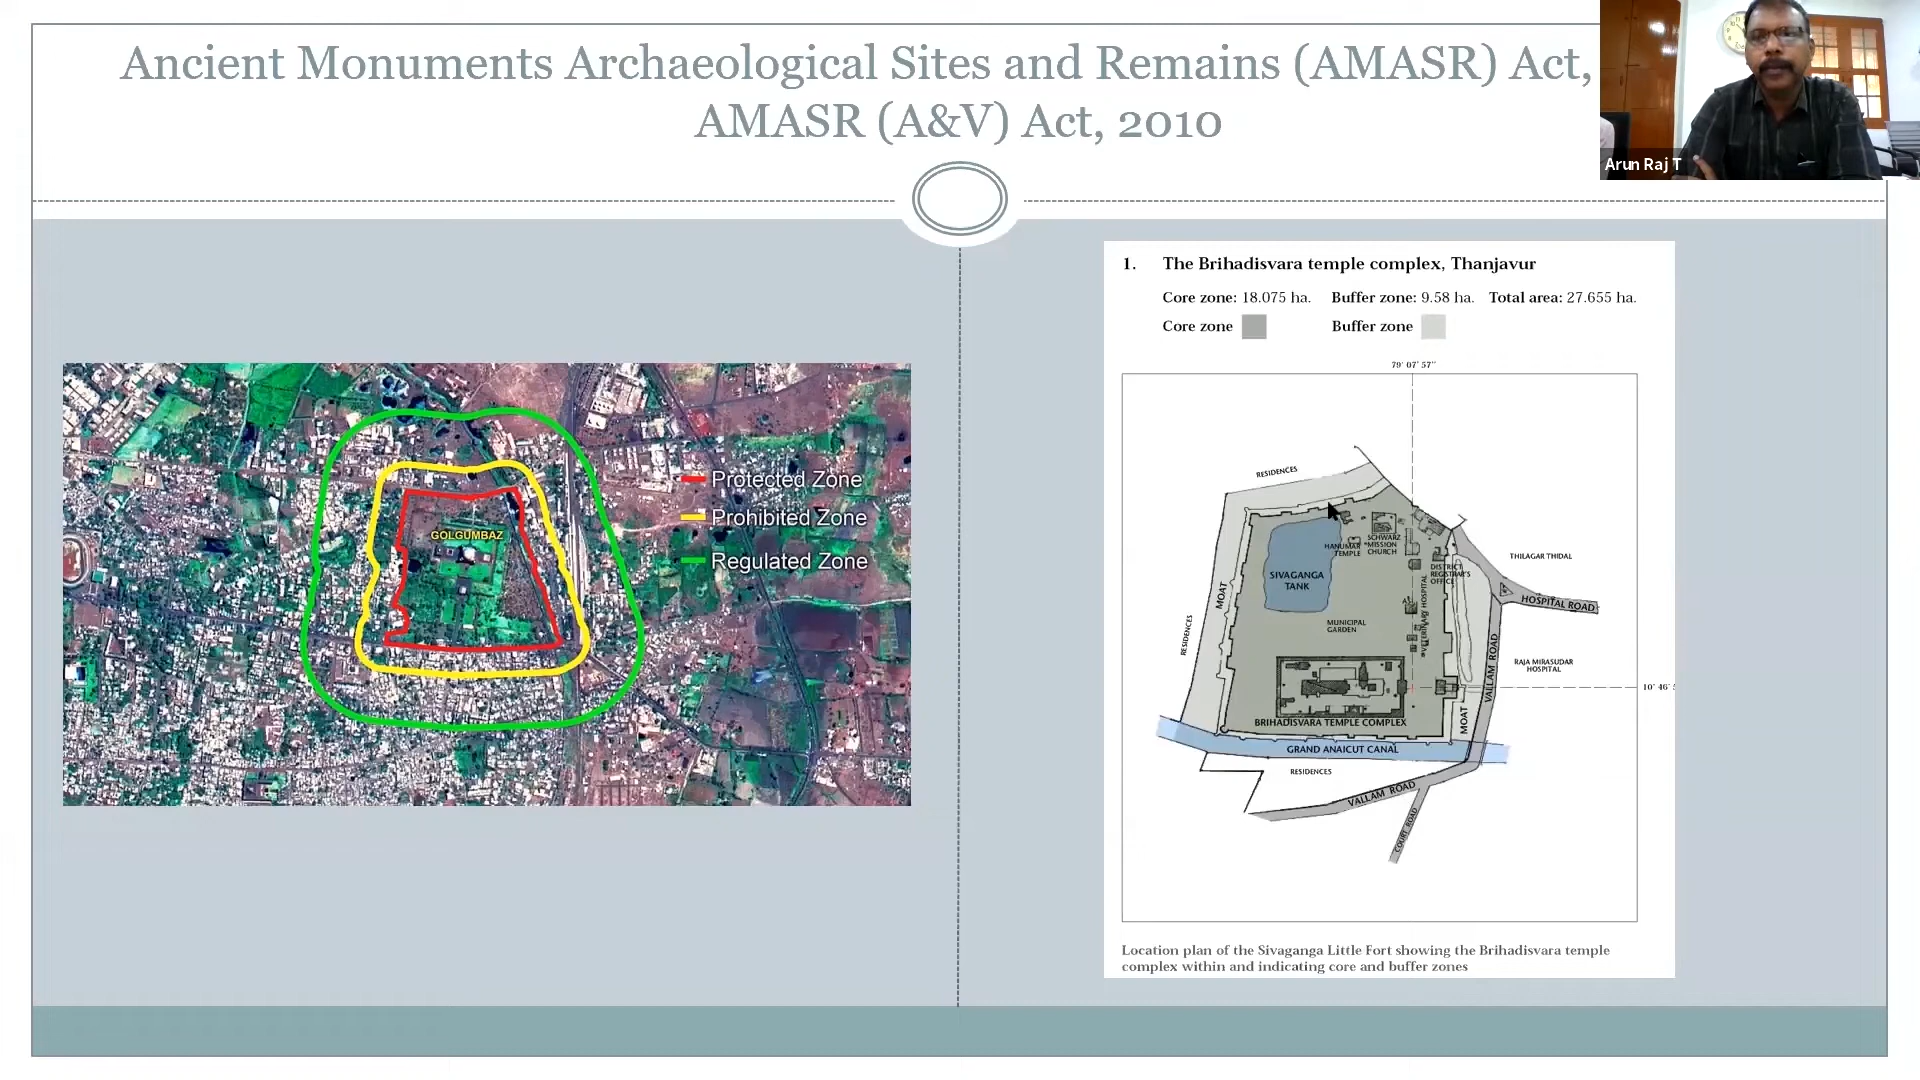 Ancient Monuments Archaeological Sites and Remains (AMASR) Act,
AMASR (A&V) Act, 2010
Arun Raj T
GOLGUMBAZ
Protected Zone
Prohibited Zone
Regulated Zone
1. The Brihadisvara temple complex, Thanjavur
Core zone: 18.075 ha. Buffer zone: 9.58 ha. Total area: 27.655 ha.
Core zone Buffer zone
79° 07' 57"
RESIDENCES
SCHWARZ
MISSION
CHURCH
HANUMAN
TEMPLE
THILAGAR THIDAL
DISTRICT
REGISTRAR'S
OFFICE
SIVAGANGA
TANK
MOAT
HOSPITAL ROAD
VETERINARY HOSPITAL
MUNICIPAL
GARDEN
RESIDENCES
VALLAM ROAD
RAJA MIRASUDAR
HOSPITAL
10° 46'
BRIHADISVARA TEMPLE COMPLEX
MOAT
GRAND ANAICUT CANAL
RESIDENCES
VALLAM ROAD
COURT ROAD
Location plan of the Sivaganga Little Fort showing the Brihadisvara temple
complex within and indicating core and buffer zones